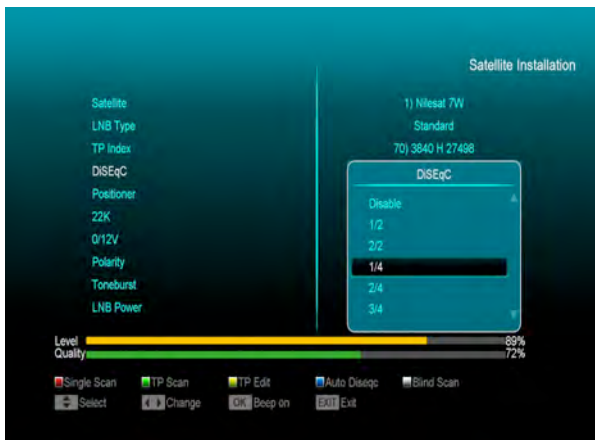 Satellite Installation
Satellite 1) Nilesat 7W
LNB Type Standard
TP Index 70) 3840 H 27498
DiSEqC
Positioner
22K
0/12V
Polarity
Toneburst
LNB Power
DiSEqC
Disable
1/2
2/2
1/4
2/4
3/4
Level 89%
Quality 72%
Single Scan TP Scan TP Edit Auto Diseqc Blind Scan
Select Change OK Beep on EXIT Exit